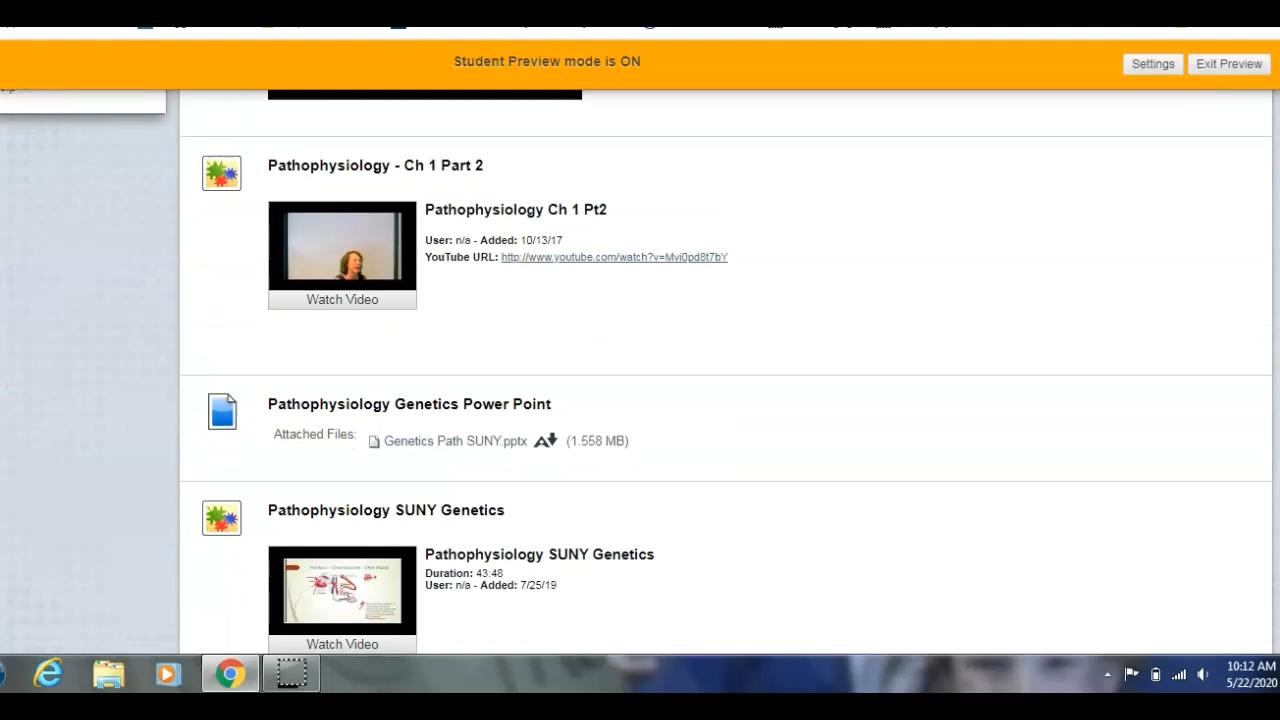 Student Preview mode is ON
Settings
Exit Preview
Pathophysiology - Ch 1 Part 2
Pathophysiology Ch 1 Pt2
User: n/a - Added: 10/13/17
YouTube URL: http://www.youtube.com/watch?v=Mvi0pd8t7bY
Watch Video
Pathophysiology Genetics Power Point
Attached Files: Genetics Path SUNY.pptx (1.558 MB)
Pathophysiology SUNY Genetics
Pathophysiology SUNY Genetics
Duration: 43:48
User: n/a - Added: 7/25/19
Watch Video
10:12 AM
5/22/2020